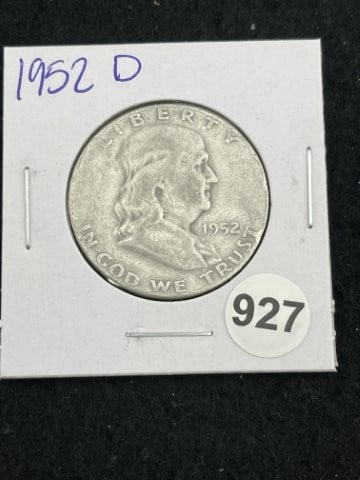 1952 D
LIBERTY
1952
IN GOD WE TRUST
927